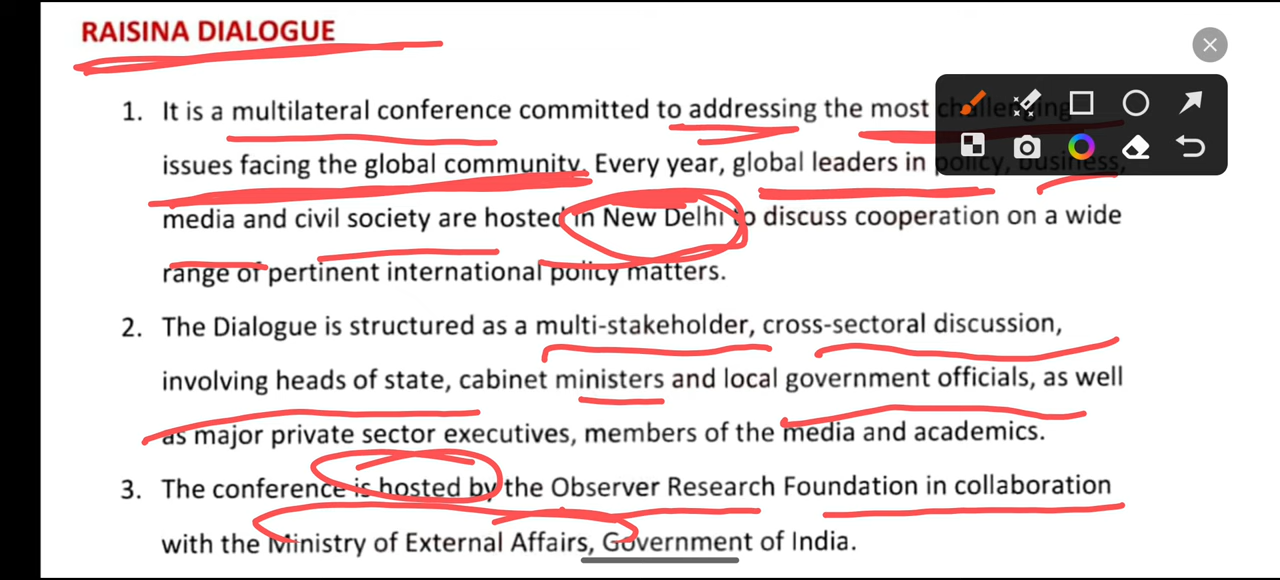 RAISINA DIALOGUE
1. It is a multilateral conference committed to addressing the most challenging
issues facing the global community. Every year, global leaders in policy, business,
media and civil society are hosted in New Delhi to discuss cooperation on a wide
range of pertinent international policy matters.
2. The Dialogue is structured as a multi-stakeholder, cross-sectoral discussion,
involving heads of state, cabinet ministers and local government officials, as well
as major private sector executives, members of the media and academics.
3. The conference is hosted by the Observer Research Foundation in collaboration
with the Ministry of External Affairs, Government of India.